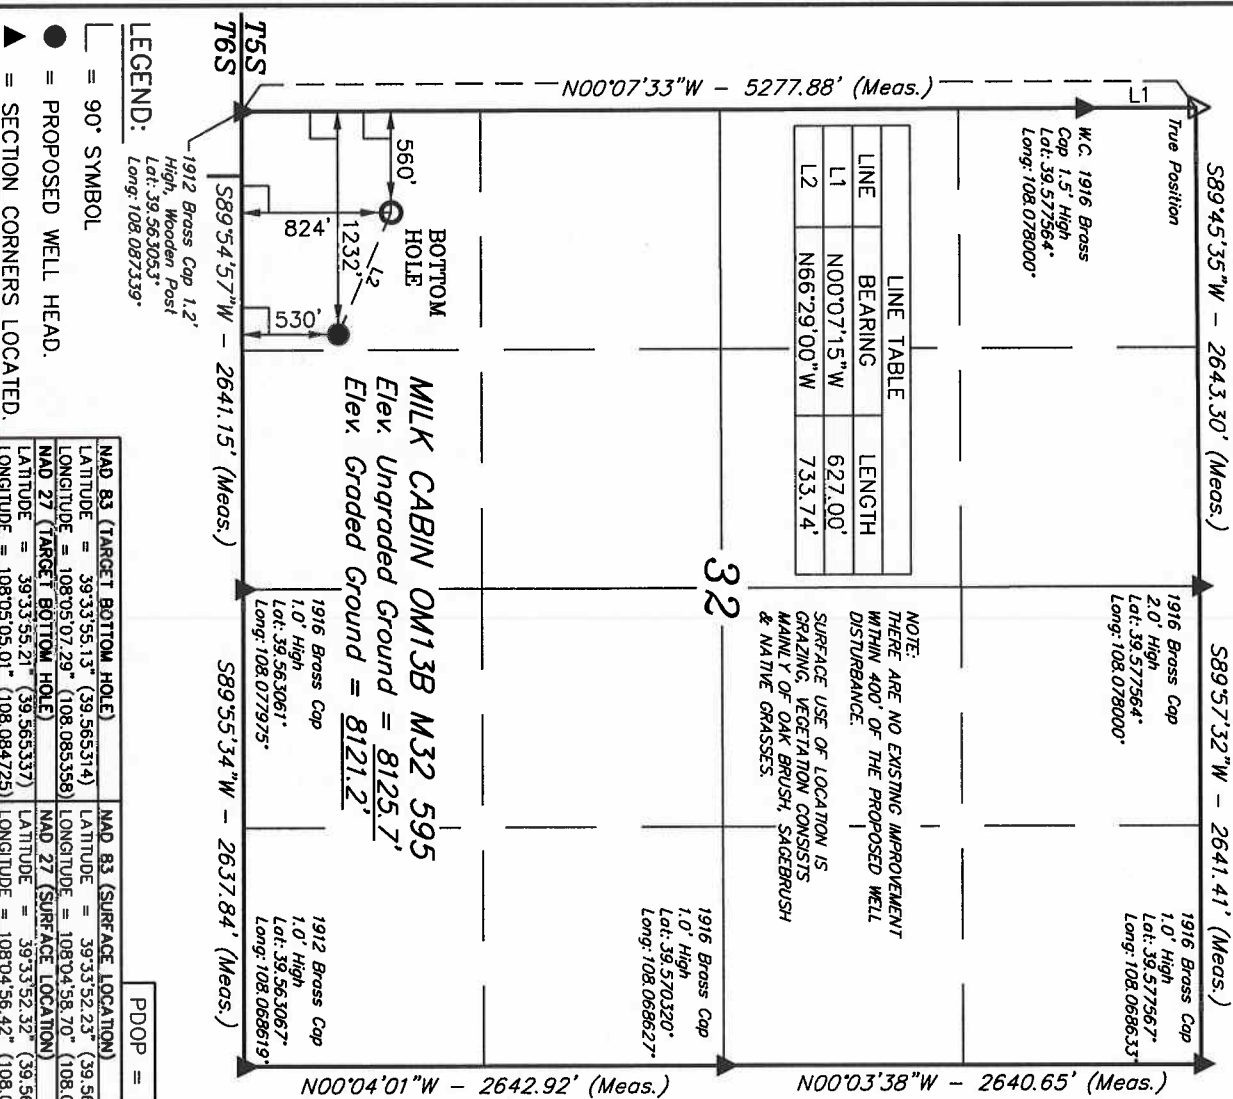 S89°45'35"W - 2643.30' (Meas.)
S89°57'32"W - 2641.41' (Meas.)
True Position
L1
N00°07'33"W - 5277.88' (Meas.)
W.C. 1916 Brass
Cap 1.5' High
Lat: 39.577564°
Long: 108.078000°
1916 Brass Cap
2.0' High
Lat: 39.577564°
Long: 108.078000°
1916 Brass Cap
1.0' High
Lat: 39.577567°
Long: 108.068633°
LINE TABLE
LINE BEARING LENGTH
L1 N00°07'15"W 627.00'
L2 N66°29'00"W 733.74'
NOTE:
THERE ARE NO EXISTING IMPROVEMENT
WITHIN 400' OF THE PROPOSED WELL
DISTURBANCE.
SURFACE USE OF LOCATION IS
GRAZING, VEGETATION CONSISTS
MAINLY OF OAK BRUSH, SAGEBRUSH
& NATIVE GRASSES.
32
1916 Brass Cap
1.0' High
Lat: 39.570320°
Long: 108.068627°
N00°03'38"W - 2640.65' (Meas.)
N00°04'01"W - 2642.92' (Meas.)
MILK CABIN OM13B M32 595
Elev. Ungraded Ground = 8125.7'
Elev. Graded Ground = 8121.2'
BOTTOM
HOLE
560'
L2
1232'
824'
530'
1916 Brass Cap
1.0' High
Lat: 39.563061°
Long: 108.077975°
1912 Brass Cap
1.0' High
Lat: 39.563067°
Long: 108.068619°
T5S
T6S
S89°54'57"W - 2641.15' (Meas.)
S89°55'34"W - 2637.84' (Meas.)
1912 Brass Cap 1.2'
High, Wooden Post
Lat: 39.563053°
Long: 108.087339°
LEGEND:
= 90° SYMBOL
= PROPOSED WELL HEAD.
= SECTION CORNERS LOCATED.
PDOP =
NAD 83 (TARGET BOTTOM HOLE)
LATITUDE = 39°33'55.13" (39.565314)
LONGITUDE = 108°05'07.29" (108.085358)
NAD 27 (TARGET BOTTOM HOLE)
LATITUDE = 39°33'55.21" (39.565337)
LONGITUDE = 108°05'05.01" (108.084725)
NAD 83 (SURFACE LOCATION)
LATITUDE = 39°33'52.23" (39.56
LONGITUDE = 108°04'58.70" (108.0
NAD 27 (SURFACE LOCATION)
LATITUDE = 39°33'52.32" (39.56
LONGITUDE = 108°04'56.42" (108.0